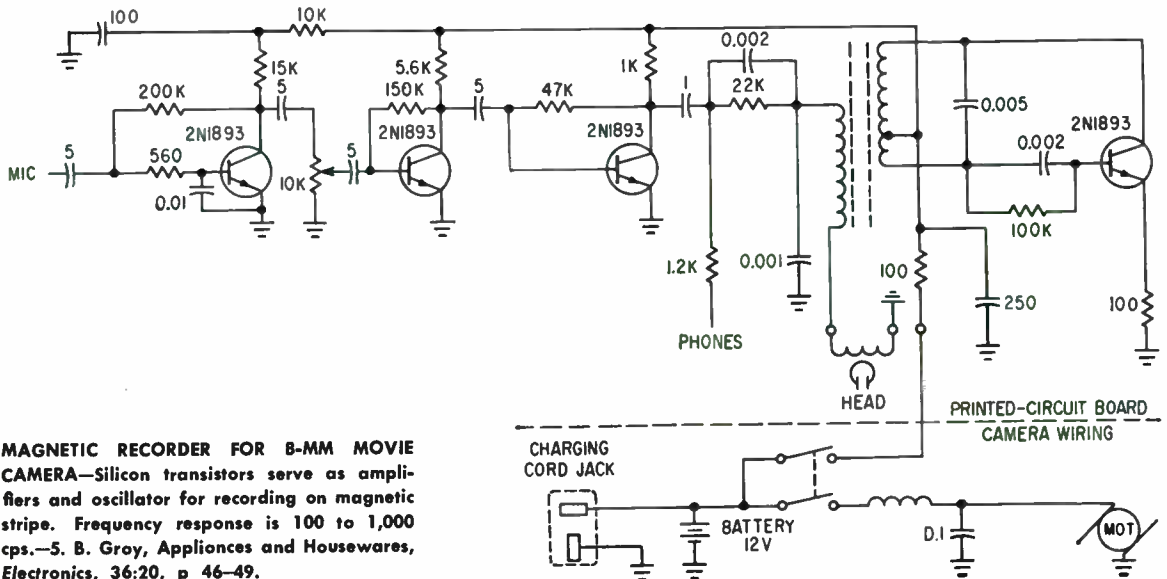 100
10K
15K
5.6K
1K
0.002
200K
5
150K
5
47K
1
22K
0.005
2N1893
2N1893
2N1893
0.002
2N1893
MIC
5
560
10K
5
0.01
100K
1.2K
0.001
100
250
100
PHONES
HEAD
PRINTED-CIRCUIT BOARD
CAMERA WIRING
CHARGING
CORD JACK
BATTERY
12V
0.1
MOT
MAGNETIC RECORDER FOR 8-MM MOVIE
CAMERA—Silicon transistors serve as ampli-
fiers and oscillator for recording on magnetic
stripe. Frequency response is 100 to 1,000
cps.—S. B. Groy, Applionces and Housewares,
Electronics, 36:20, p 46–49.